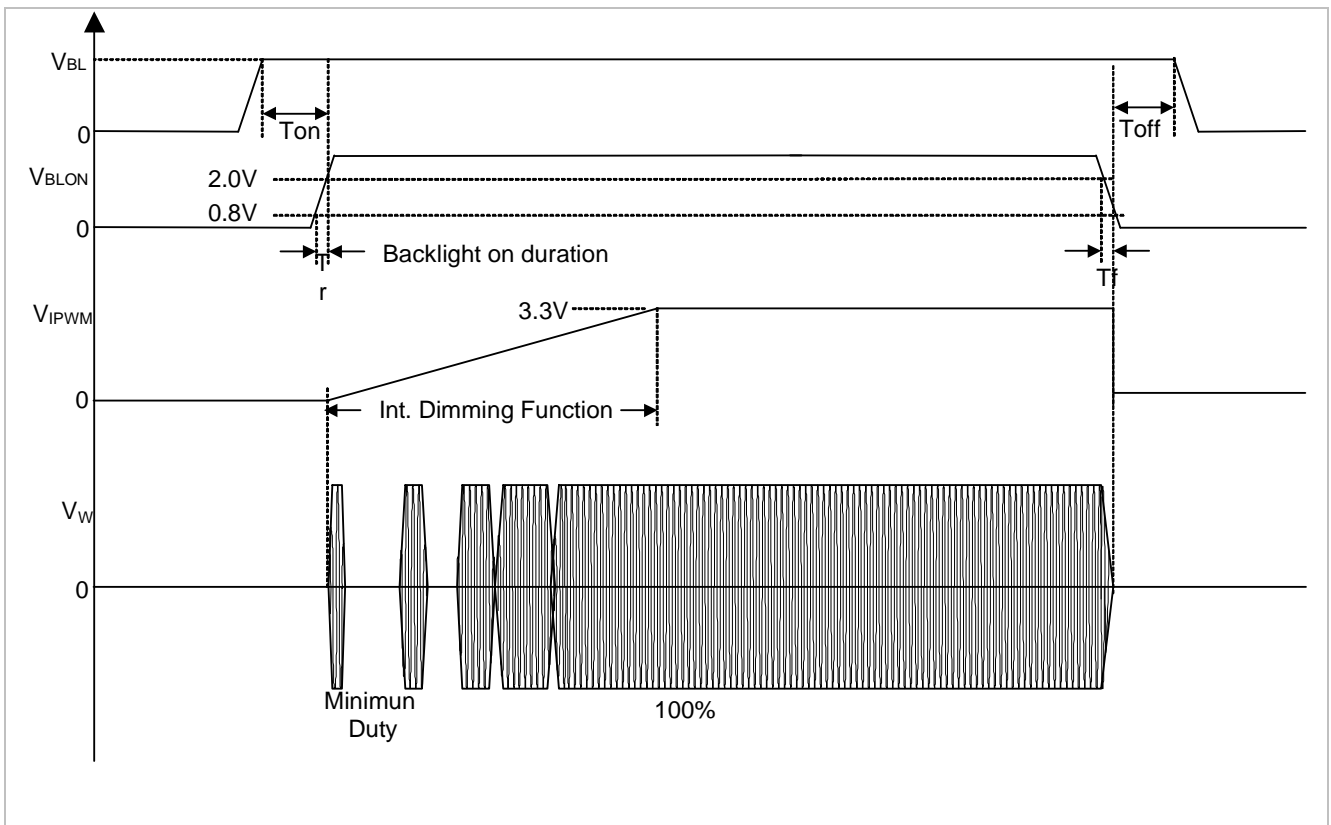 VBL
0
Ton
Toff
VBLON
2.0V
0.8V
0
T
r
Backlight on duration
Tf
VIPWM
3.3V
0
Int. Dimming Function
VW
0
Minimun
Duty
100%